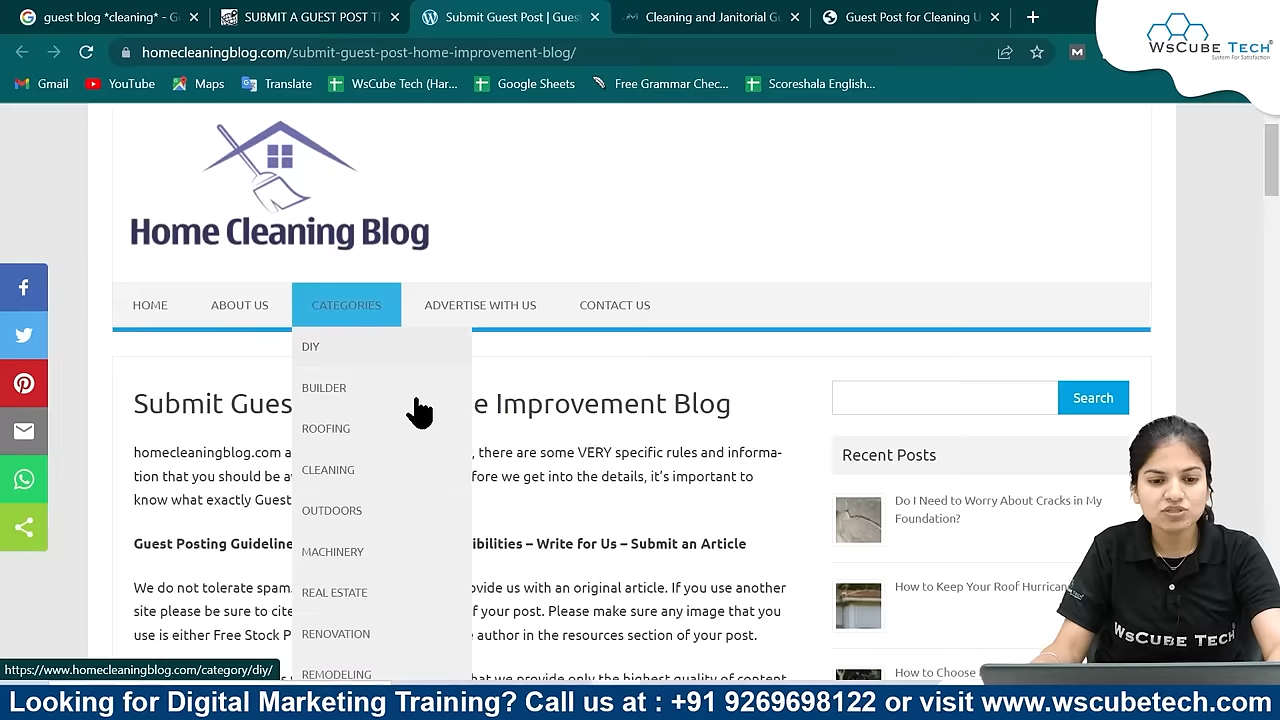 guest blog *cleaning* - G
SUBMIT A GUEST POST T
Submit Guest Post | Gues
Cleaning and Janitorial G
Guest Post for Cleaning U
homecleaningblog.com/submit-guest-post-home-improvement-blog/
M
WsCube Tech
System For Satisfaction
Gmail
YouTube
Maps
Translate
WsCube Tech (Har...
Google Sheets
Free Grammar Chec...
Scoreshala English...
Home Cleaning Blog
HOME
ABOUT US
CATEGORIES
ADVERTISE WITH US
CONTACT US
DIY
BUILDER
ROOFING
CLEANING
OUTDOORS
MACHINERY
REAL ESTATE
RENOVATION
REMODELING
Submit Gues e Improvement Blog
homecleaningblog.com a , there are some VERY specific rules and informa-
tion that you should be a fore we get into the details, it's important to
know what exactly Guest
Guest Posting Guideline ibilities – Write for Us – Submit an Article
We do not tolerate spam. ovide us with an original article. If you use another
site please be sure to cite of your post. Please make sure any image that you
use is either Free Stock P e author in the resources section of your post.
hat we provide only the highest quality of content
Search
Recent Posts
Do I Need to Worry About Cracks in My
Foundation?
How to Keep Your Roof Hurrican
How to Choose
https://www.homecleaningblog.com/category/diy/
WsCube Tech
Looking for Digital Marketing Training? Call us at : +91 9269698122 or visit www.wscubetech.com